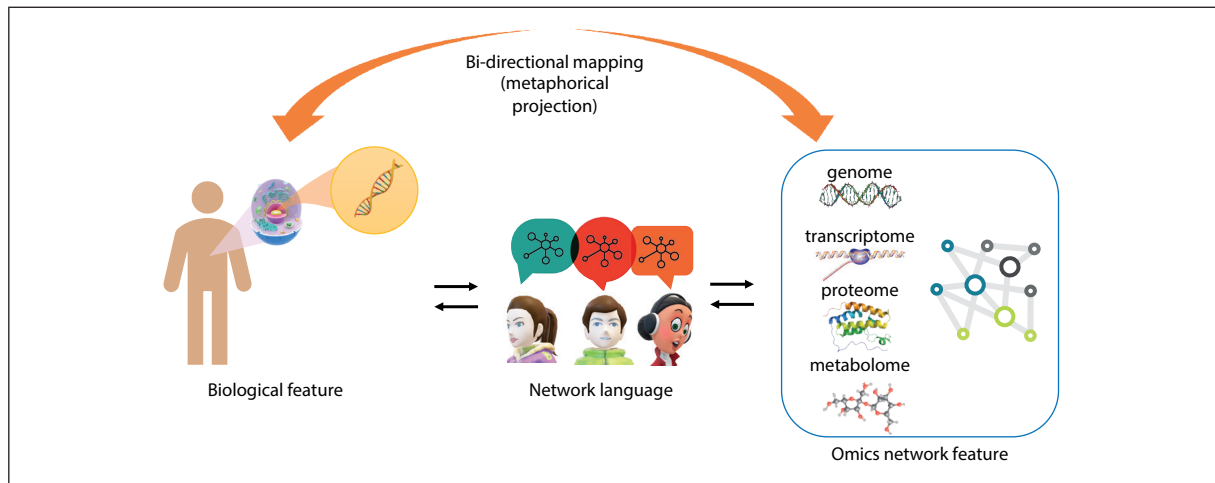 Bi-directional mapping
(metaphorical
projection)
genome
transcriptome
proteome
metabolome
Biological feature
Network language
Omics network feature